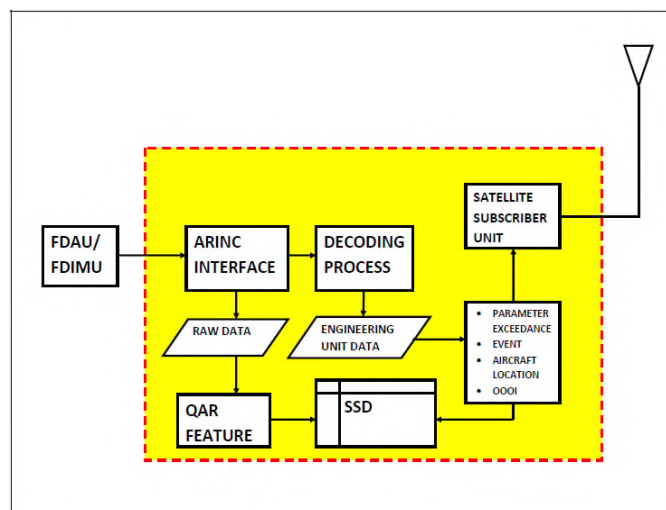 SATELLITE
SUBSCRIBER
UNIT
FDAU/
FDIMU
ARINC
INTERFACE
DECODING
PROCESS
RAW DATA
ENGINEERING
UNIT DATA
• PARAMETER
EXCEEDANCE
• EVENT
• AIRCRAFT
LOCATION
• OOOI
QAR
FEATURE
SSD